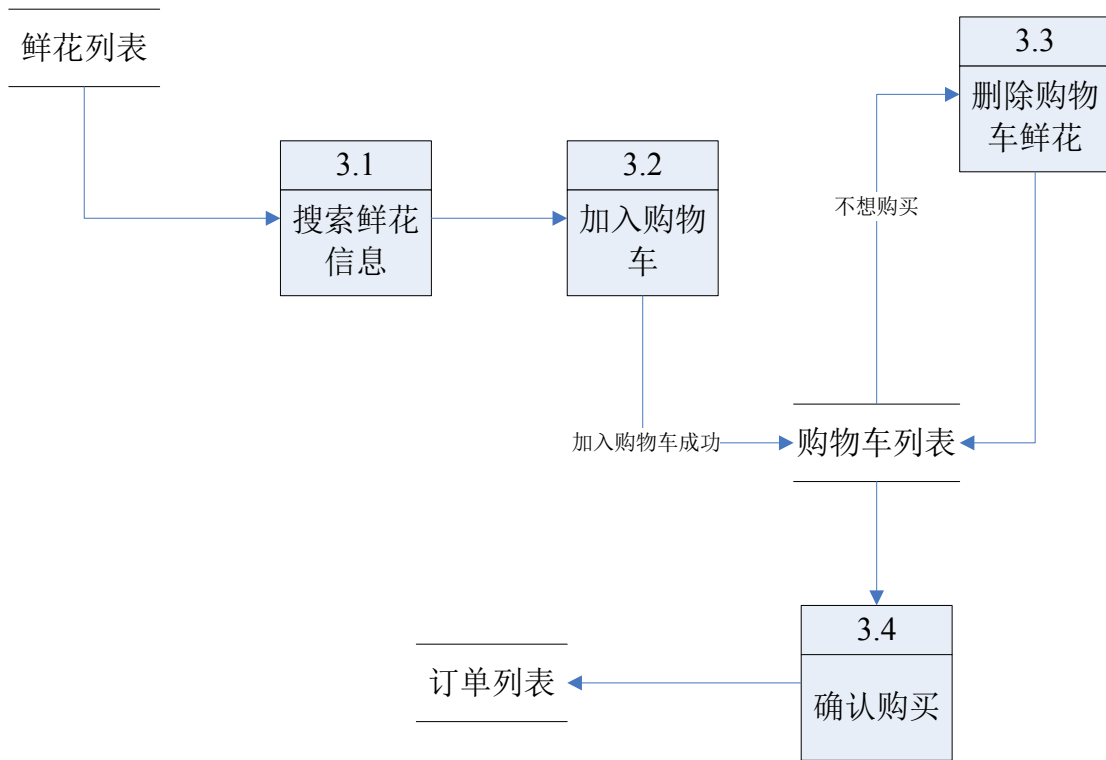 鲜花列表
3.3
删除购物
车鲜花
3.1
搜索鲜花
信息
3.2
加入购物
车
不想购买
加入购物车成功
购物车列表
3.4
确认购买
订单列表